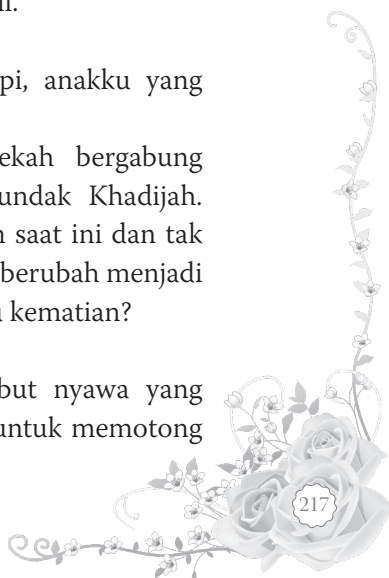 pi, anakku yang
ekah bergabung
undak Khadijah.
saat ini dan tak
berubah menjadi
kematian?
but nyawa yang
untuk memotong
217